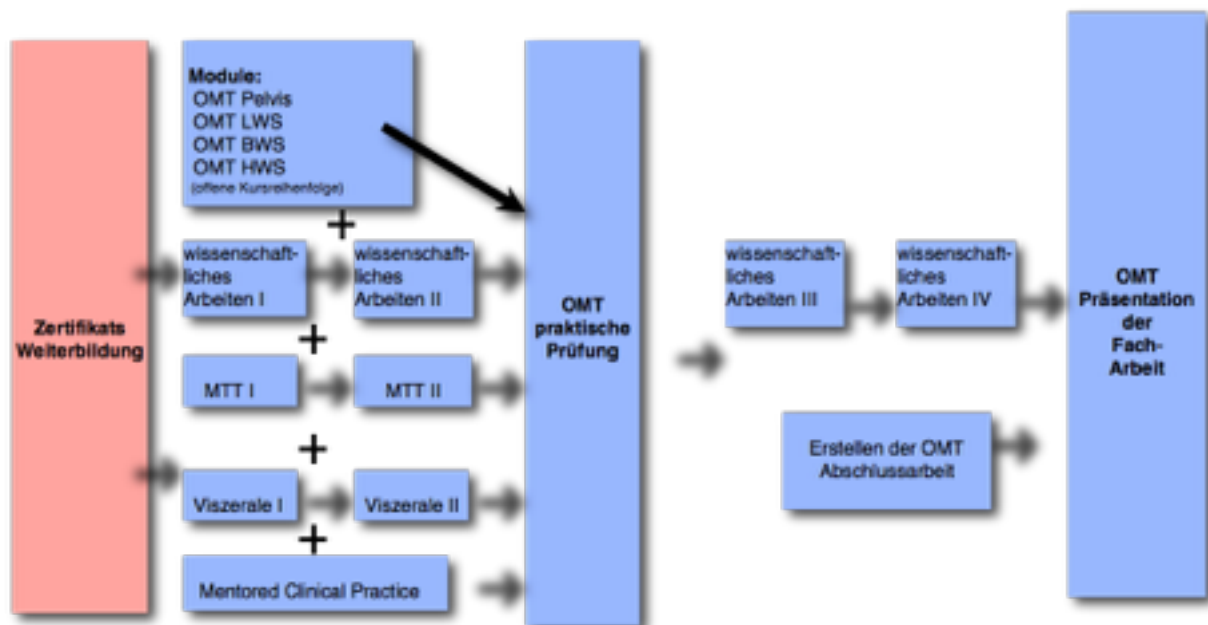 Zertifikats
Weiterbildung
Module:
OMT Pelvis
OMT LWS
OMT BWS
OMT HWS
(offene Kursreihenfolge)
+
wissenschaft-
liches
Arbeiten I
wissenschaft-
liches
Arbeiten II
+
MTT I
MTT II
+
Viszerale I
Viszerale II
+
Mentored Clinical Practice
OMT
praktische
Prüfung
wissenschaft-
liches
Arbeiten III
wissenschaft-
liches
Arbeiten IV
Erstellen der OMT
Abschlussarbeit
OMT
Präsentation
der
Fach-
Arbeit